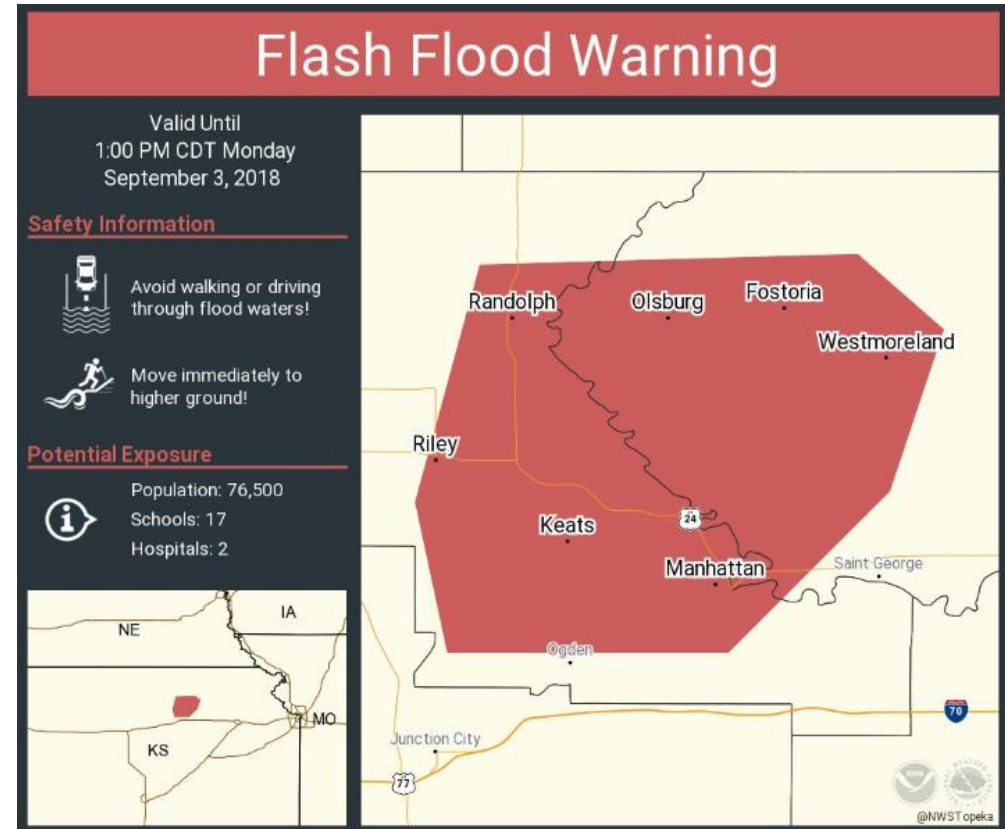 Flash Flood Warning
Valid Until
1:00 PM CDT Monday
September 3, 2018
Safety Information
Avoid walking or driving
through flood waters!
Move immediately to
higher ground!
Potential Exposure
Population: 76,500
Schools: 17
Hospitals: 2
NE
IA
KS
MO
Randolph
Olsburg
Fostoria
Westmoreland
Riley
24
Keats
Manhattan
Saint George
Ogden
70
Junction City
77
@NWSTopeka